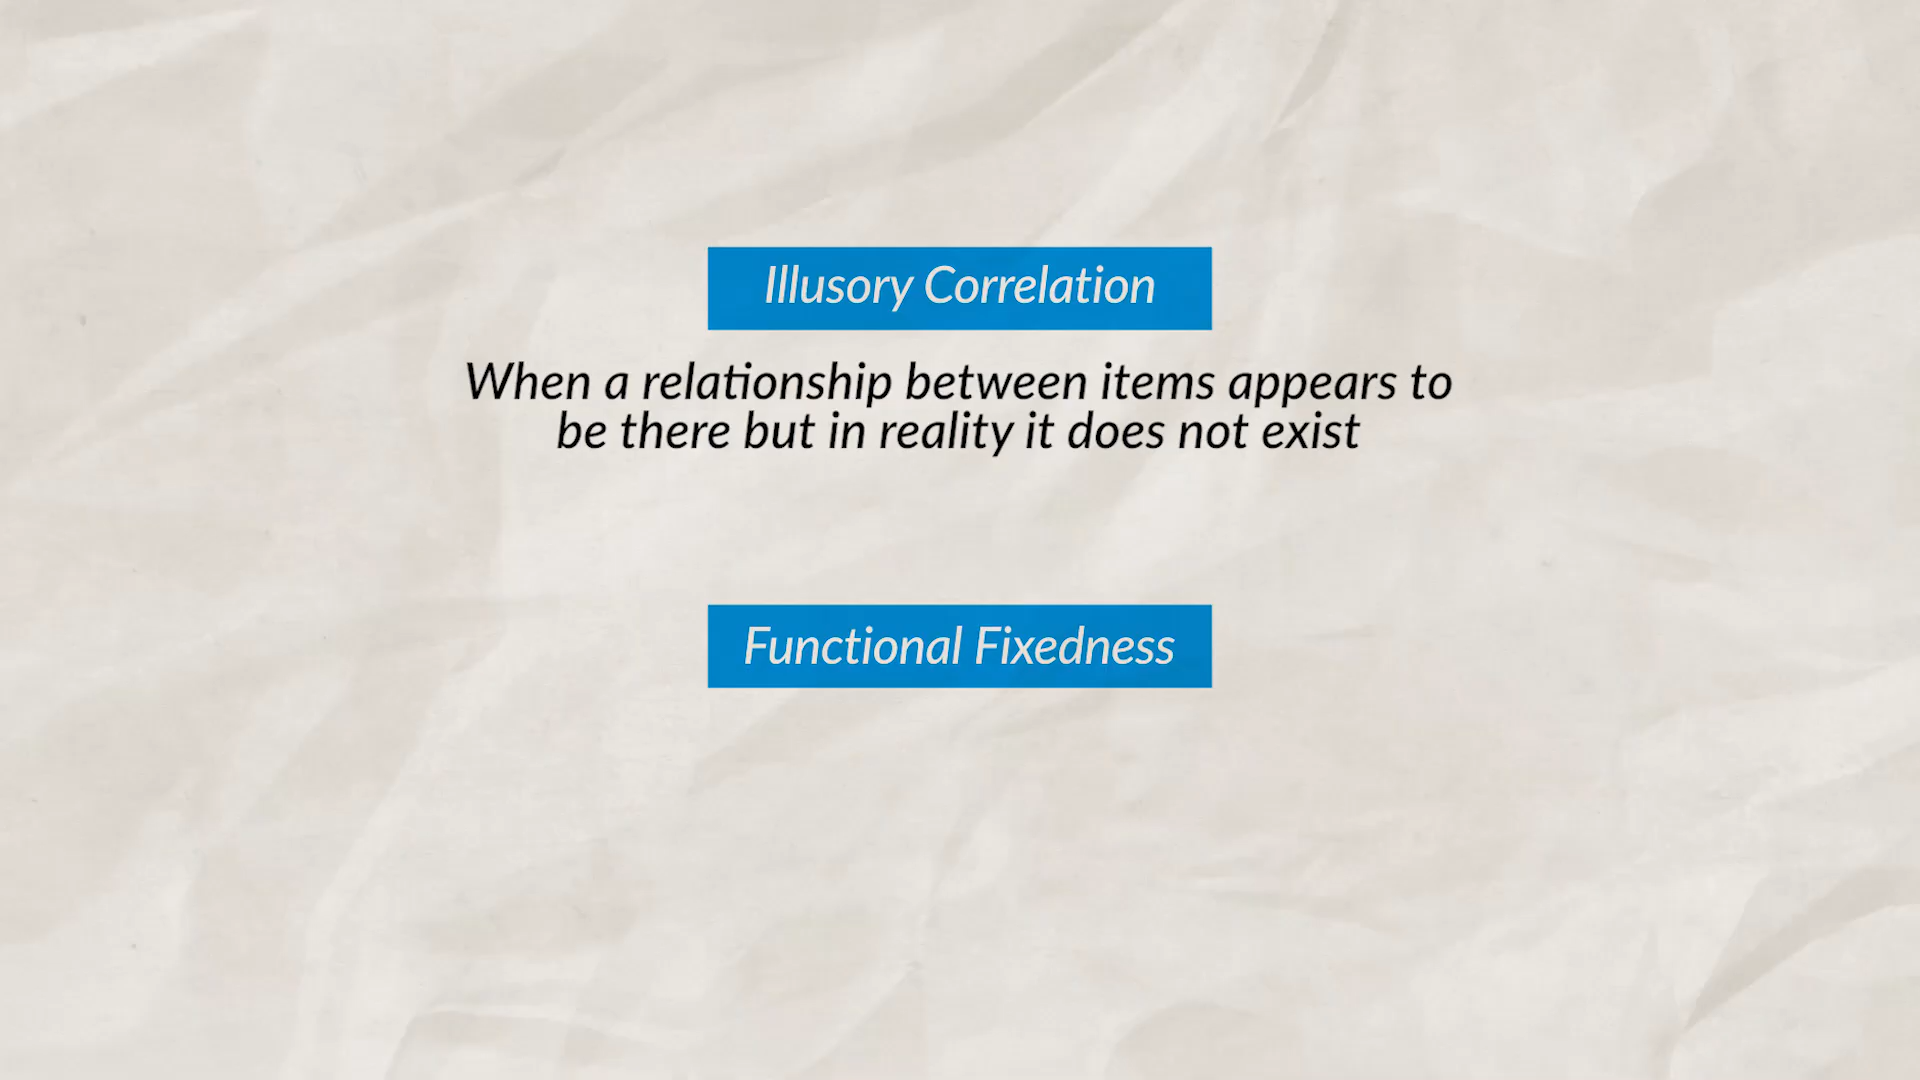 Illusory Correlation
When a relationship between items appears to
be there but in reality it does not exist
Functional Fixedness